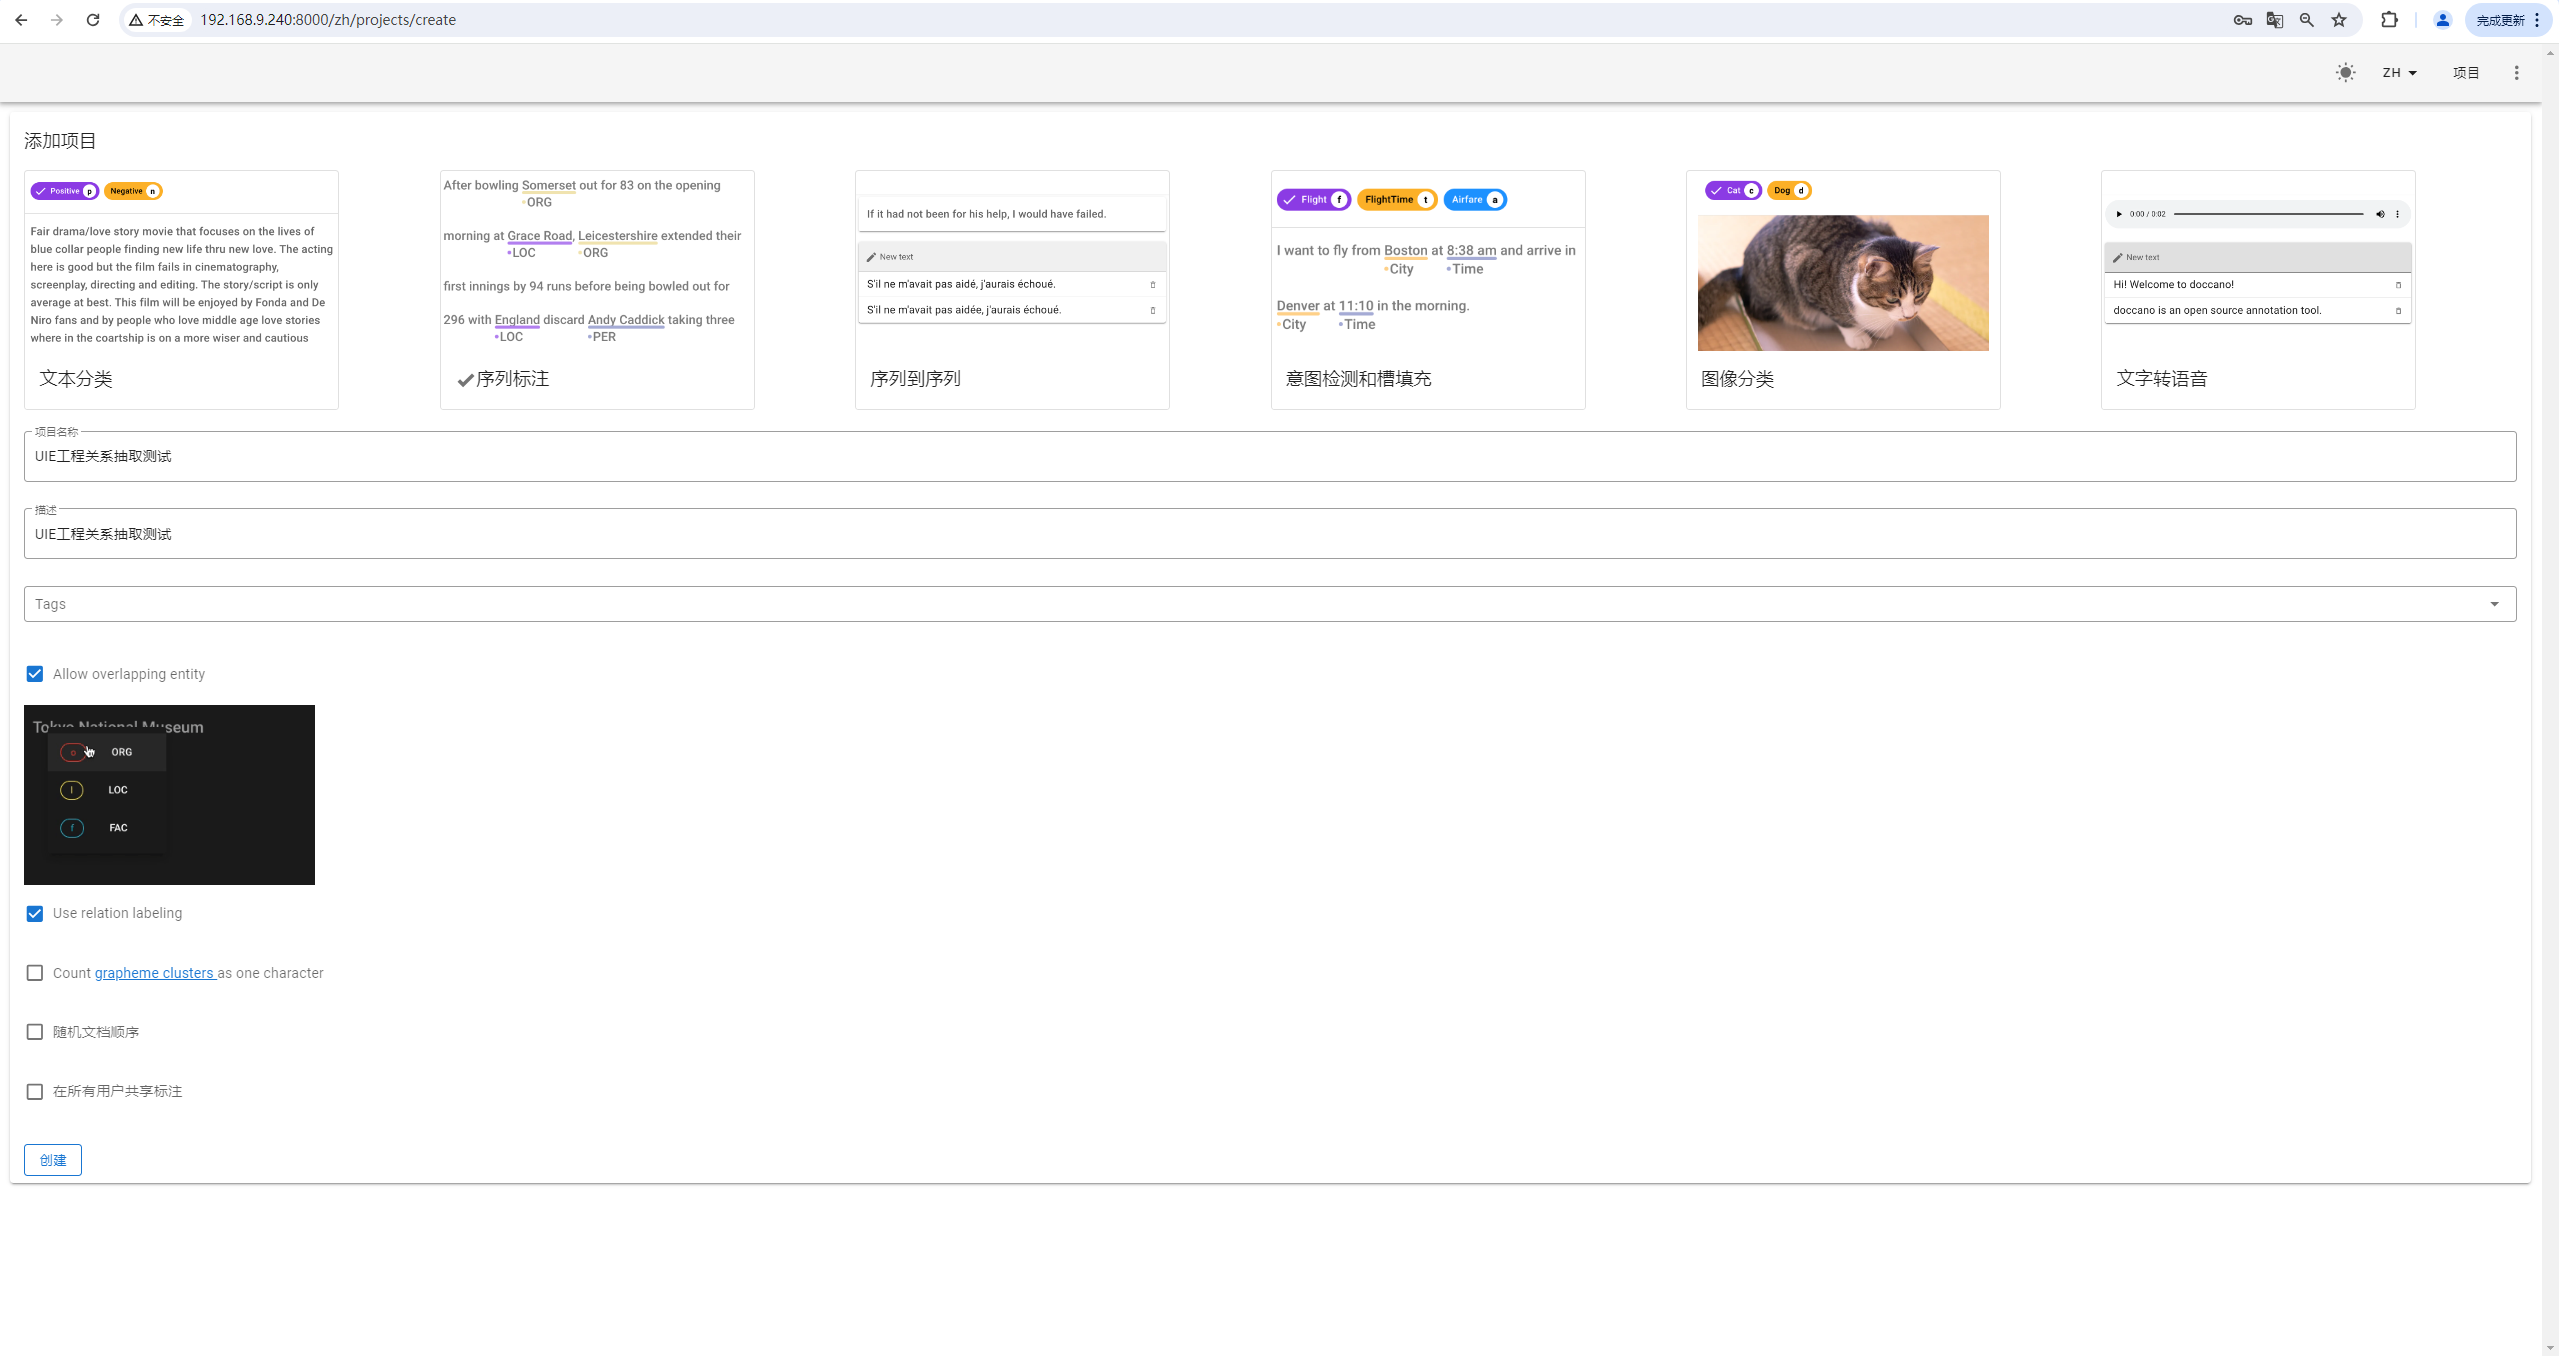 不安全 192.168.9.240:8000/zh/projects/create 完成更新
ZH 项目
添加项目
Positive p Negative n
Fair drama/love story movie that focuses on the lives of
blue collar people finding new life thru new love. The acting
here is good but the film fails in cinematography,
screenplay, directing and editing. The story/script is only
average at best. This film will be enjoyed by Fonda and De
Niro fans and by people who love middle age love stories
where in the coartship is on a more wiser and cautious
文本分类
After bowling Somerset out for 83 on the opening
ORG
morning at Grace Road, Leicestershire extended their
LOC ORG
first innings by 94 runs before being bowled out for
296 with England discard Andy Caddick taking three
LOC PER
序列标注
If it had not been for his help, I would have failed.
New text
S'il ne m'avait pas aidé, j'aurais échoué.
S'il ne m'avait pas aidée, j'aurais échoué.
序列到序列
Flight f FlightTime t Airfare a
I want to fly from Boston at 8:38 am and arrive in
City Time
Denver at 11:10 in the morning.
City Time
意图检测和槽填充
Cat c Dog d
图像分类
0:00 / 0:02
New text
Hi! Welcome to doccano!
doccano is an open source annotation tool.
文字转语音
项目名称
UIE工程关系抽取测试
描述
UIE工程关系抽取测试
Tags
Allow overlapping entity
Tokyo National Museum
o ORG
l LOC
f FAC
Use relation labeling
Count grapheme clusters as one character
随机文档顺序
在所有用户共享标注
创建